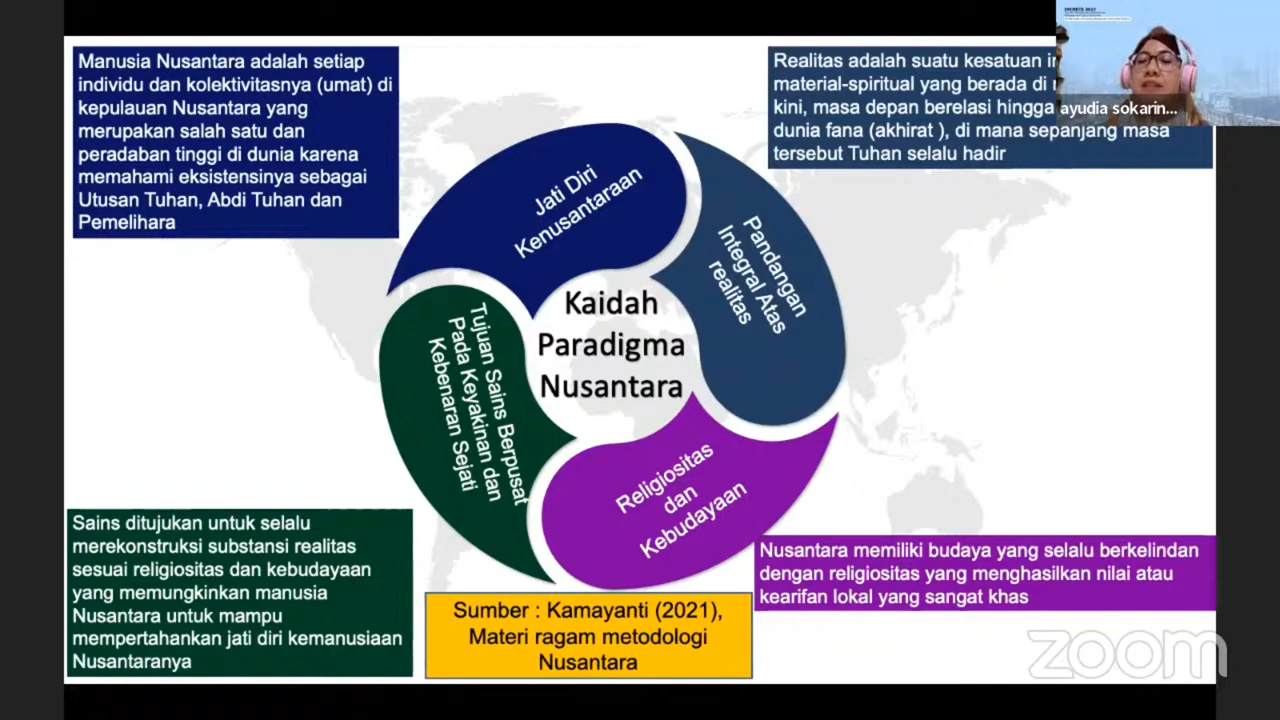 Manusia Nusantara adalah setiap
individu dan kolektivitasnya (umat) di
kepulauan Nusantara yang
merupakan salah satu dan
peradaban tinggi di dunia karena
memahami eksistensinya sebagai
Utusan Tuhan, Abdi Tuhan dan
Pemelihara
Realitas adalah suatu kesatuan
material-spiritual yang berada di
kini, masa depan berelasi hingga
dunia fana (akhirat ), di mana sepanjang masa
tersebut Tuhan selalu hadir
ayudia sokarin...
Jati Diri
Kenusantaraan
Pandangan
Integral Atas
realitas
Kaidah
Paradigma
Nusantara
Tujuan Sains Berpusat
Pada Keyakinan dan
Kebenaran Sejati
Religiositas
dan
Kebudayaan
Sains ditujukan untuk selalu
merekonstruksi substansi realitas
sesuai religiositas dan kebudayaan
yang memungkinkan manusia
Nusantara untuk mampu
mempertahankan jati diri kemanusiaan
Nusantaranya
Nusantara memiliki budaya yang selalu berkelindan
dengan religiositas yang menghasilkan nilai atau
kearifan lokal yang sangat khas
Sumber : Kamayanti (2021),
Materi ragam metodologi
Nusantara
zoom